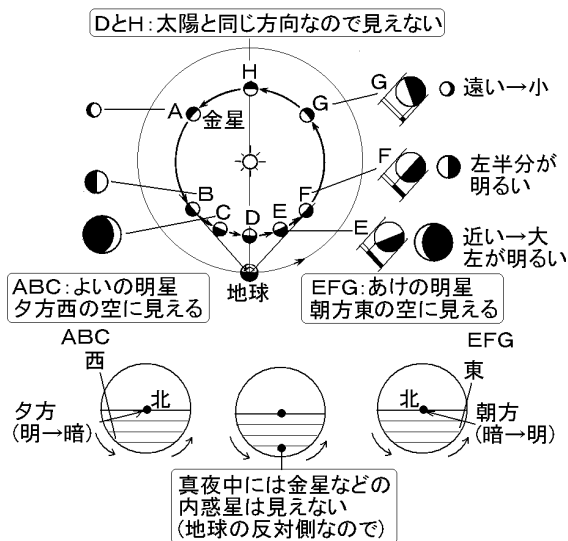 DとH：太陽と同じ方向なので見えない
H
A
金星
G
G
遠い→小
B
C
D
E
F
F
左半分が
明るい
E
近い→大
左が明るい
地球
ABC：よいの明星
夕方西の空に見える
EFG：あけの明星
朝方東の空に見える
ABC
西
夕方
(明→暗)
北
EFG
東
北
朝方
(暗→明)
真夜中には金星などの
内惑星は見えない
(地球の反対側なので)